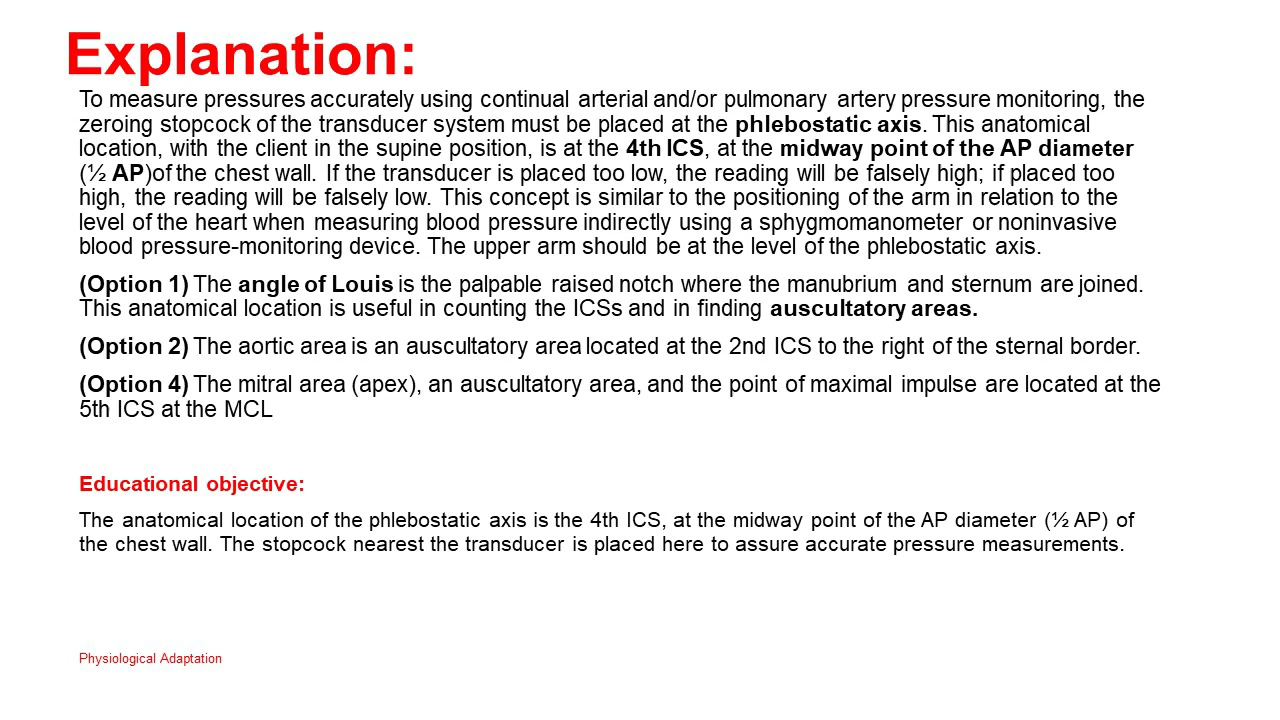 Explanation:
To measure pressures accurately using continual arterial and/or pulmonary artery pressure monitoring, the
zeroing stopcock of the transducer system must be placed at the phlebostatic axis. This anatomical
location, with the client in the supine position, is at the 4th ICS, at the midway point of the AP diameter
(½ AP)of the chest wall. If the transducer is placed too low, the reading will be falsely high; if placed too
high, the reading will be falsely low. This concept is similar to the positioning of the arm in relation to the
level of the heart when measuring blood pressure indirectly using a sphygmomanometer or noninvasive
blood pressure-monitoring device. The upper arm should be at the level of the phlebostatic axis.
(Option 1) The angle of Louis is the palpable raised notch where the manubrium and sternum are joined.
This anatomical location is useful in counting the ICSs and in finding auscultatory areas.
(Option 2) The aortic area is an auscultatory area located at the 2nd ICS to the right of the sternal border.
(Option 4) The mitral area (apex), an auscultatory area, and the point of maximal impulse are located at the
5th ICS at the MCL
Educational objective:
The anatomical location of the phlebostatic axis is the 4th ICS, at the midway point of the AP diameter (½ AP) of
the chest wall. The stopcock nearest the transducer is placed here to assure accurate pressure measurements.
Physiological Adaptation